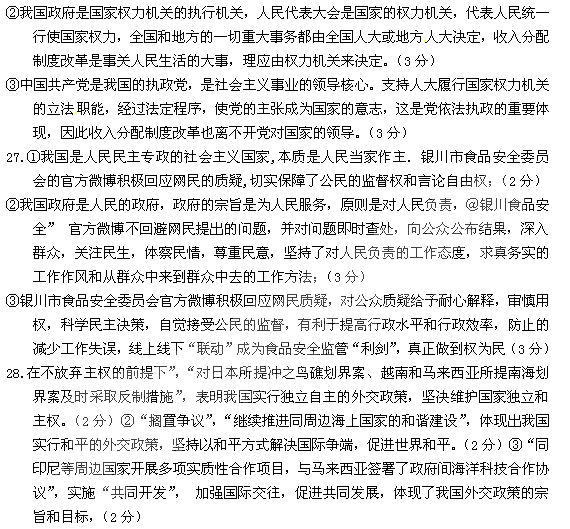 ②我国政府是国家权力机关的执行机关，人民代表大会是国家的权力机关，代表人民统一
行使国家权力，全国和地方的一切重大事务都由全国人大或地方人大决定，收入分配
制度改革是事关人民生活的大事，理应由权力机关来决定。（3分）
③中国共产党是我国的执政党，是社会主义事业的领导核心。支持人大履行国家权力机关
的立法职能，经过法定程序，使党的主张成为国家的意志，这是党依法执政的重要体
现，因此收入分配制度改革也离不开党对国家的领导。（3分）
27.①我国是人民民主专政的社会主义国家,本质是人民当家作主．银川市食品安全委员
会的官方微博积极回应网民的质疑,切实保障了公民的监督权和言论自由权；（2分）
②我国政府是人民的政府，政府的宗旨是为人民服务，原则是对人民负责，@银川食品安
全” 官方微博不回避网民提出的问题，并对问题即时查处，向公众公布结果，深入
群众，关注民生，体察民情，尊重民意，坚持了对人民负责的工作态度，求真务实的
工作作风和从群众中来到群众中去的工作方法；（3分）
③银川市食品安全委员会官方微博积极回应网民质疑，对公众质疑给予耐心解释，审慎用
权，科学民主决策，自觉接受公民的监督，有利于提高行政水平和行政效率，防止的
减少工作失误，线上线下“联动”成为食品安全监管“利剑”，真正做到权为民（3分）
28.在不放弃主权的前提下”，“对日本所提冲之鸟礁划界案、越南和马来西亚所提南海划
界案及时采取反制措施”，表明我国实行独立自主的外交政策，坚决维护国家独立和
主权。（2分）②“搁置争议”，“继续推进同周边海上国家的和谐建设”，体现出我国
实行和平的外交政策，坚持以和平方式解决国际争端，促进世界和平。（2分）③“同
印尼等周边国家开展多项实质性合作项目，与马来西亚签署了政府间海洋科技合作协
议”，实施“共同开发”， 加强国际交往，促进共同发展，体现了我国外交政策的宗
旨和目标，（2分）